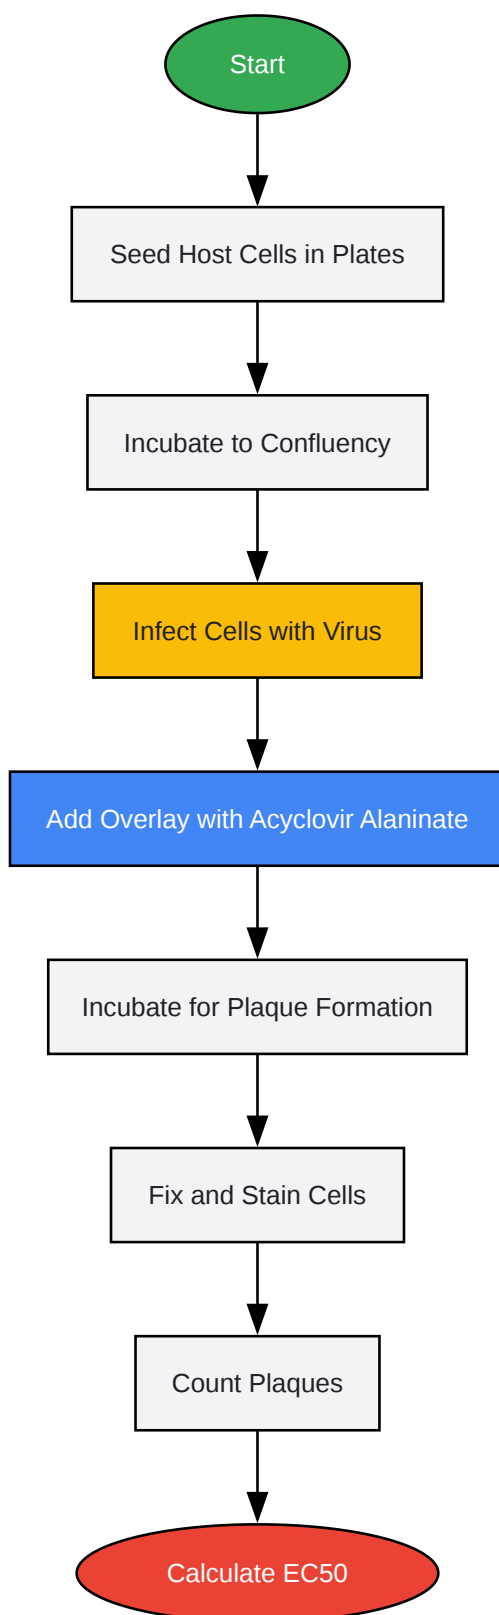 Start
Seed Host Cells in Plates
Incubate to Confluency
Infect Cells with Virus
Add Overlay with Acyclovir Alaninate
Incubate for Plaque Formation
Fix and Stain Cells
Count Plaques
Calculate EC50